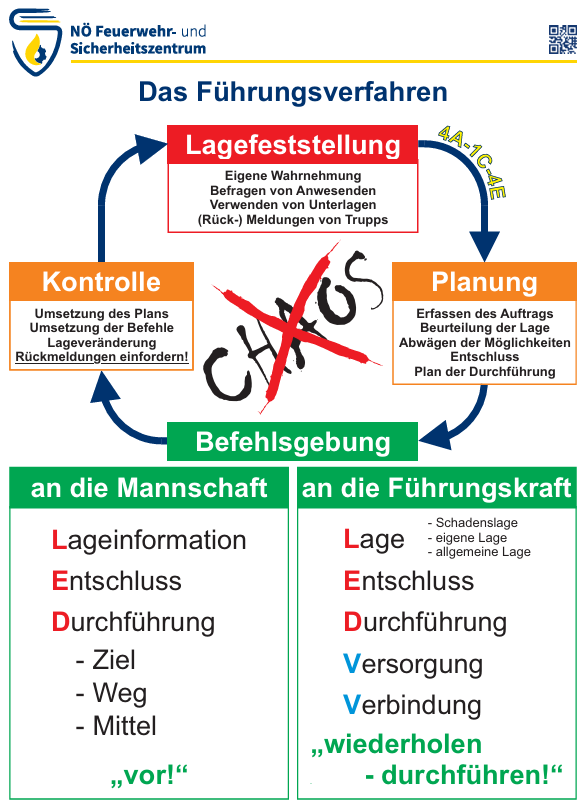 NÖ Feuerwehr- und
Sicherheitszentrum
Das Führungsverfahren
Lagefeststellung
Eigene Wahrnehmung
Befragen von Anwesenden
Verwenden von Unterlagen
(Rück-) Meldungen von Trupps
4A-1C-4E
Kontrolle
Umsetzung des Plans
Umsetzung der Befehle
Lageveränderung
Rückmeldungen einfordern!
CHAOS
Planung
Erfassen des Auftrags
Beurteilung der Lage
Abwägen der Möglichkeiten
Entschluss
Plan der Durchführung
Befehlsgebung
an die Mannschaft
Lageinformation
Entschluss
Durchführung
- Ziel
- Weg
- Mittel
„vor!“
an die Führungskraft
Lage
- Schadenslage
- eigene Lage
- allgemeine Lage
Entschluss
Durchführung
Versorgung
Verbindung
„wiederholen
- durchführen!“